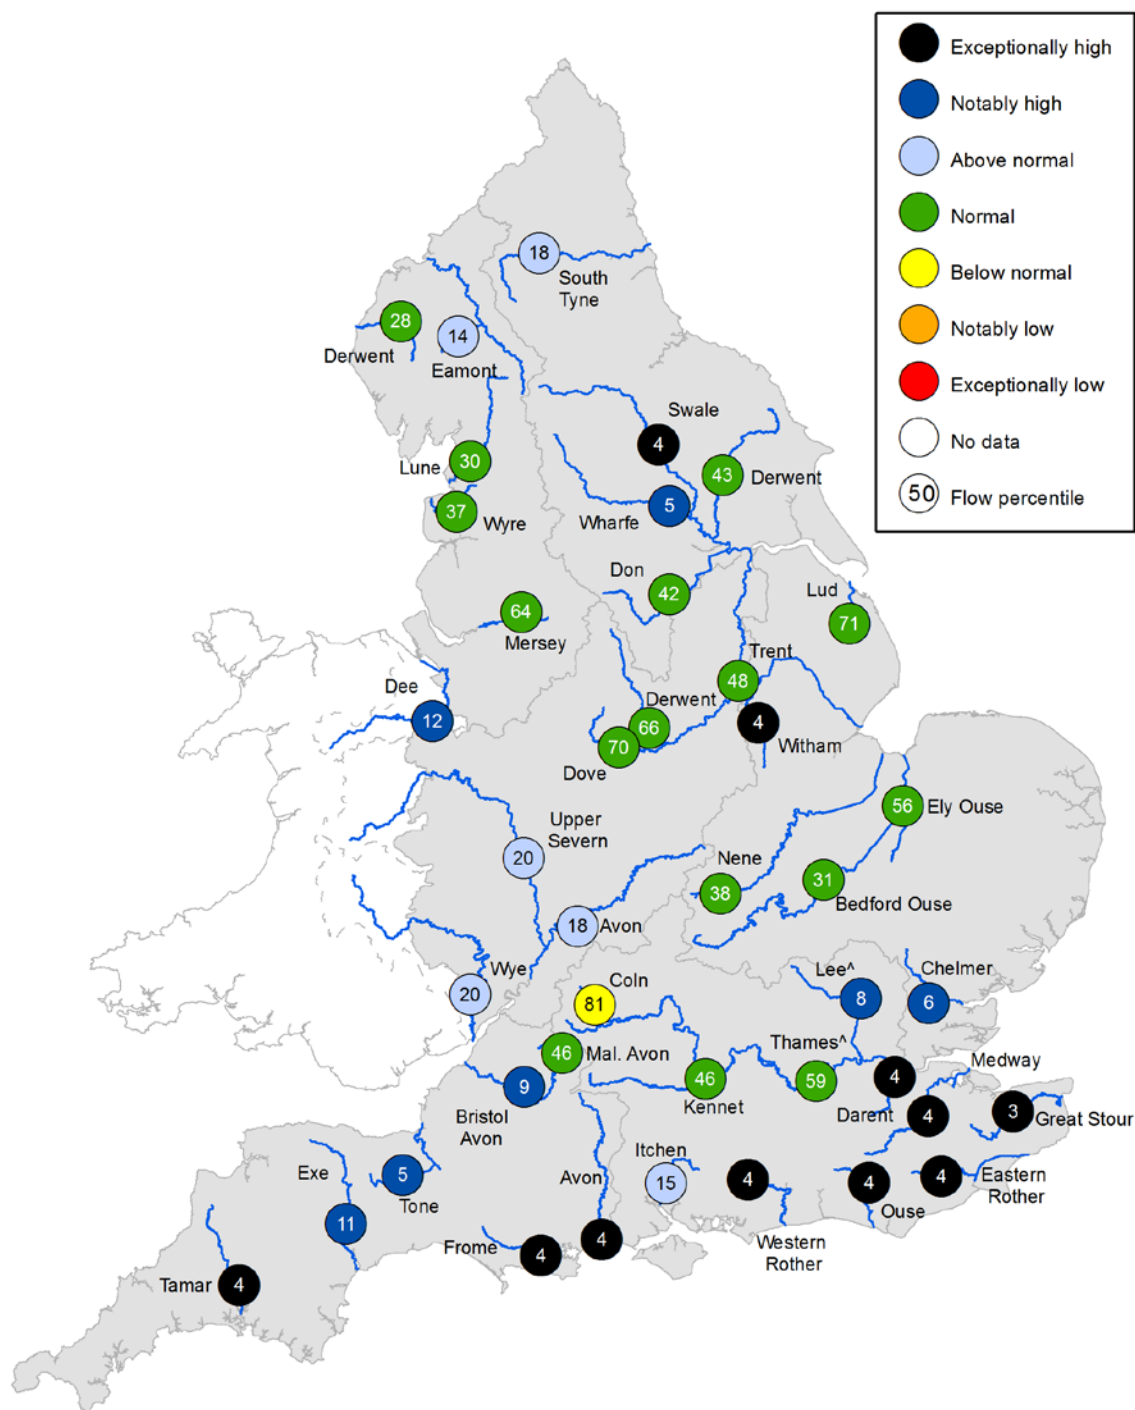 Exceptionally high
Notably high
Above normal
Normal
Below normal
Notably low
Exceptionally low
No data
50 Flow percentile
18
South
Tyne
28
Derwent
14
Eamont
Swale
4
30
Lune
43
Derwent
37
Wyre
5
Wharfe
Don
42
Lud
71
64
Mersey
Trent
48
Dee
12
Derwent
66
4
Witham
70
Dove
56
Ely Ouse
Upper
Severn
20
Nene
38
31
Bedford Ouse
18
Avon
Wye
20
Coln
81
Lee^
8
Chelmer
6
46
Mal. Avon
Thames^
59
46
Kennet
Medway
4
Darent
4
3
Great Stour
9
Bristol
Avon
Exe
5
Tone
11
Avon
4
Itchen
15
4
Western
Rother
4
Ouse
4
Eastern
Rother
Frome
4
Tamar
4